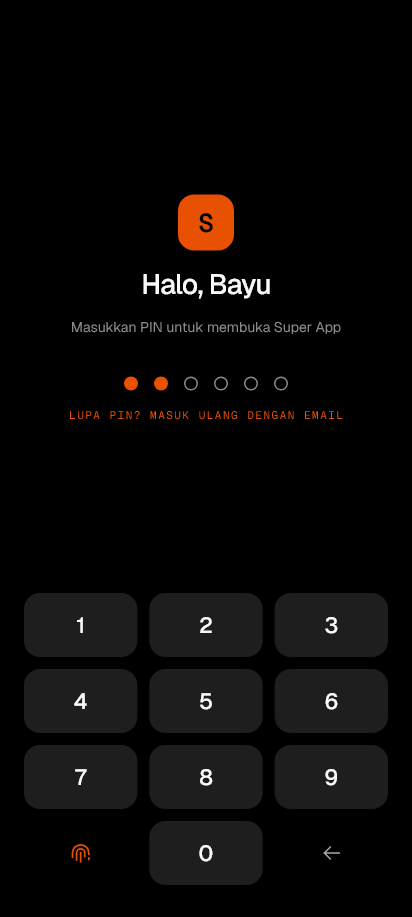 S
Halo, Bayu
Masukkan PIN untuk membuka Super App
LUPA PIN? MASUK ULANG DENGAN EMAIL
1 2 3
4 5 6
7 8 9
0